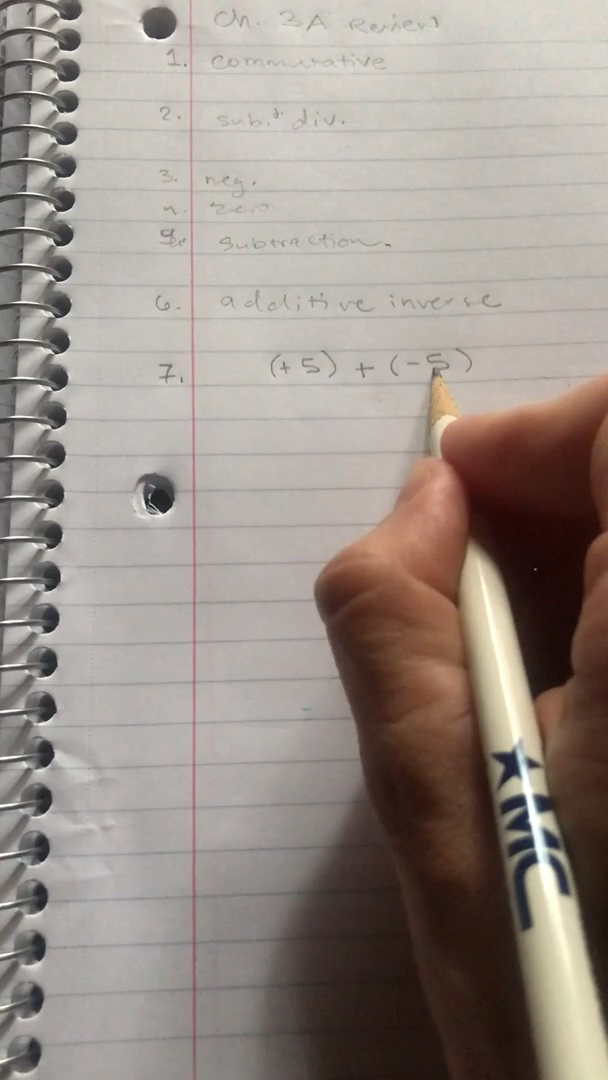 Ch. 3A Review
1. commutative
2. sub. + div.
3. neg.
4. zero
5. subtraction.
6. additive inverse
7. (+5) + (-5)
★MC